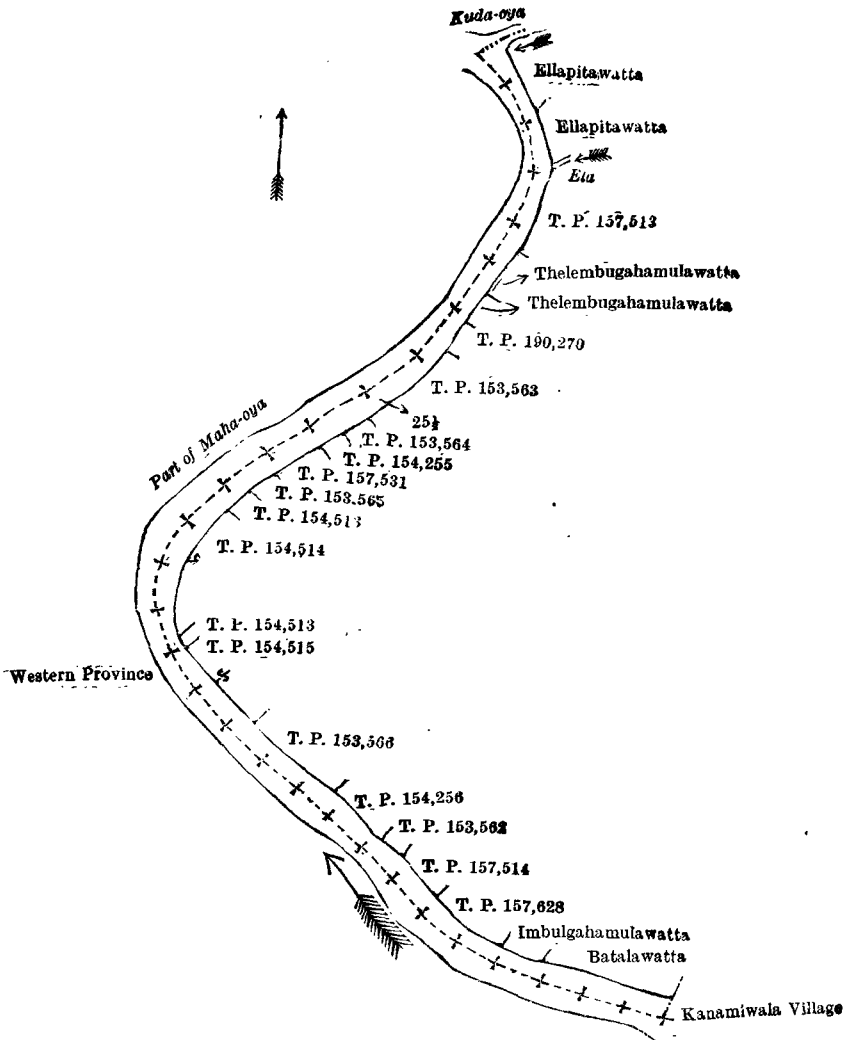 Kuda-oya
Ellapitawatta
Ellapitawatta
Ela
T. P. 157,513
Thelembugahamulawatta
Thelembugahamulawatta
T. P. 190,270
T. P. 153,563
25½
Part of Maha-oya
T. P. 153,564
T. P. 154,255
T. P. 157,531
T. P. 153,565
T. P. 154,514
T. P. 154,513
T. P. 154,515
Western Province
T. P. 153,566
T. P. 154,256
T. P. 153,562
T. P. 157,514
T. P. 157,628
Imbulgahamulawatta
Batalawatta
Kanamiwala Village